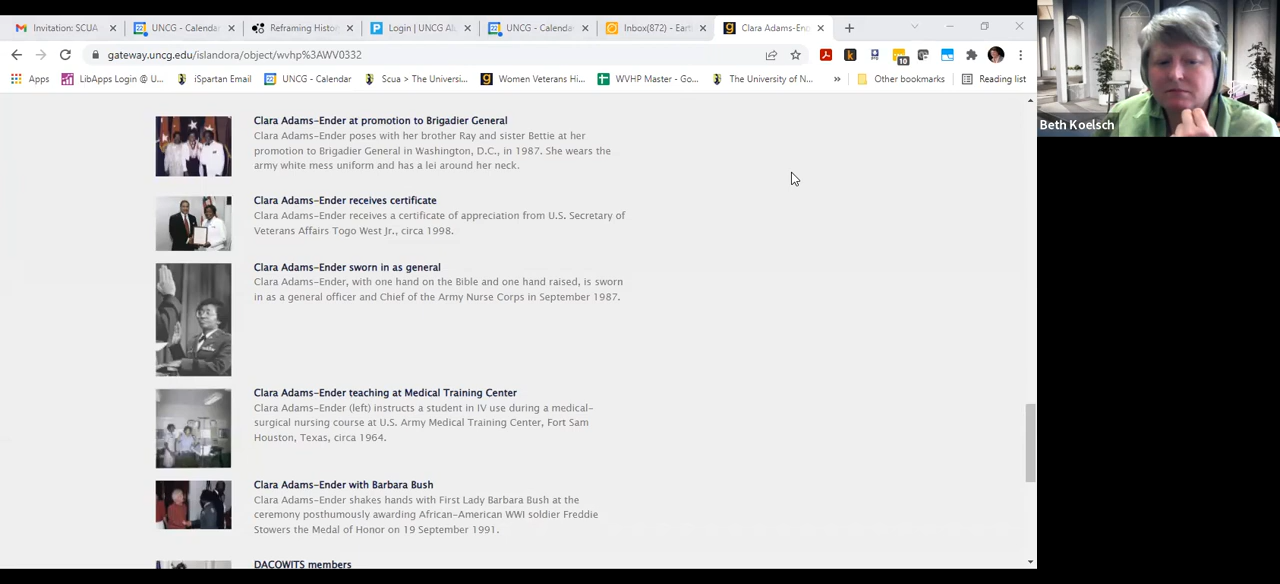 Invitation: SCUA
UNCG - Calendar
Reframing Histo
Login | UNCG Al
UNCG - Calendar
Inbox(872) - Eart
Clara Adams-End
gateway.uncg.edu/islandora/object/wvhp%3AWV0332
10
Apps
LibApps Login @ U...
iSpartan Email
UNCG - Calendar
Scua > The Universi...
Women Veterans Hi...
WVHP Master - Go...
The University of N...
»
Other bookmarks
Reading list
Beth Koelsch
Clara Adams-Ender at promotion to Brigadier General
Clara Adams-Ender poses with her brother Ray and sister Bettie at her
promotion to Brigadier General in Washington, D.C., in 1987. She wears the
army white mess uniform and has a lei around her neck.
Clara Adams-Ender receives certificate
Clara Adams-Ender receives a certificate of appreciation from U.S. Secretary of
Veterans Affairs Togo West Jr., circa 1998.
Clara Adams-Ender sworn in as general
Clara Adams-Ender, with one hand on the Bible and one hand raised, is sworn
in as a general officer and Chief of the Army Nurse Corps in September 1987.
Clara Adams-Ender teaching at Medical Training Center
Clara Adams-Ender (left) instructs a student in IV use during a medical-
surgical nursing course at U.S. Army Medical Training Center, Fort Sam
Houston, Texas, circa 1964.
Clara Adams-Ender with Barbara Bush
Clara Adams-Ender shakes hands with First Lady Barbara Bush at the
ceremony posthumously awarding African-American WWI soldier Freddie
Stowers the Medal of Honor on 19 September 1991.
DACOWITS members